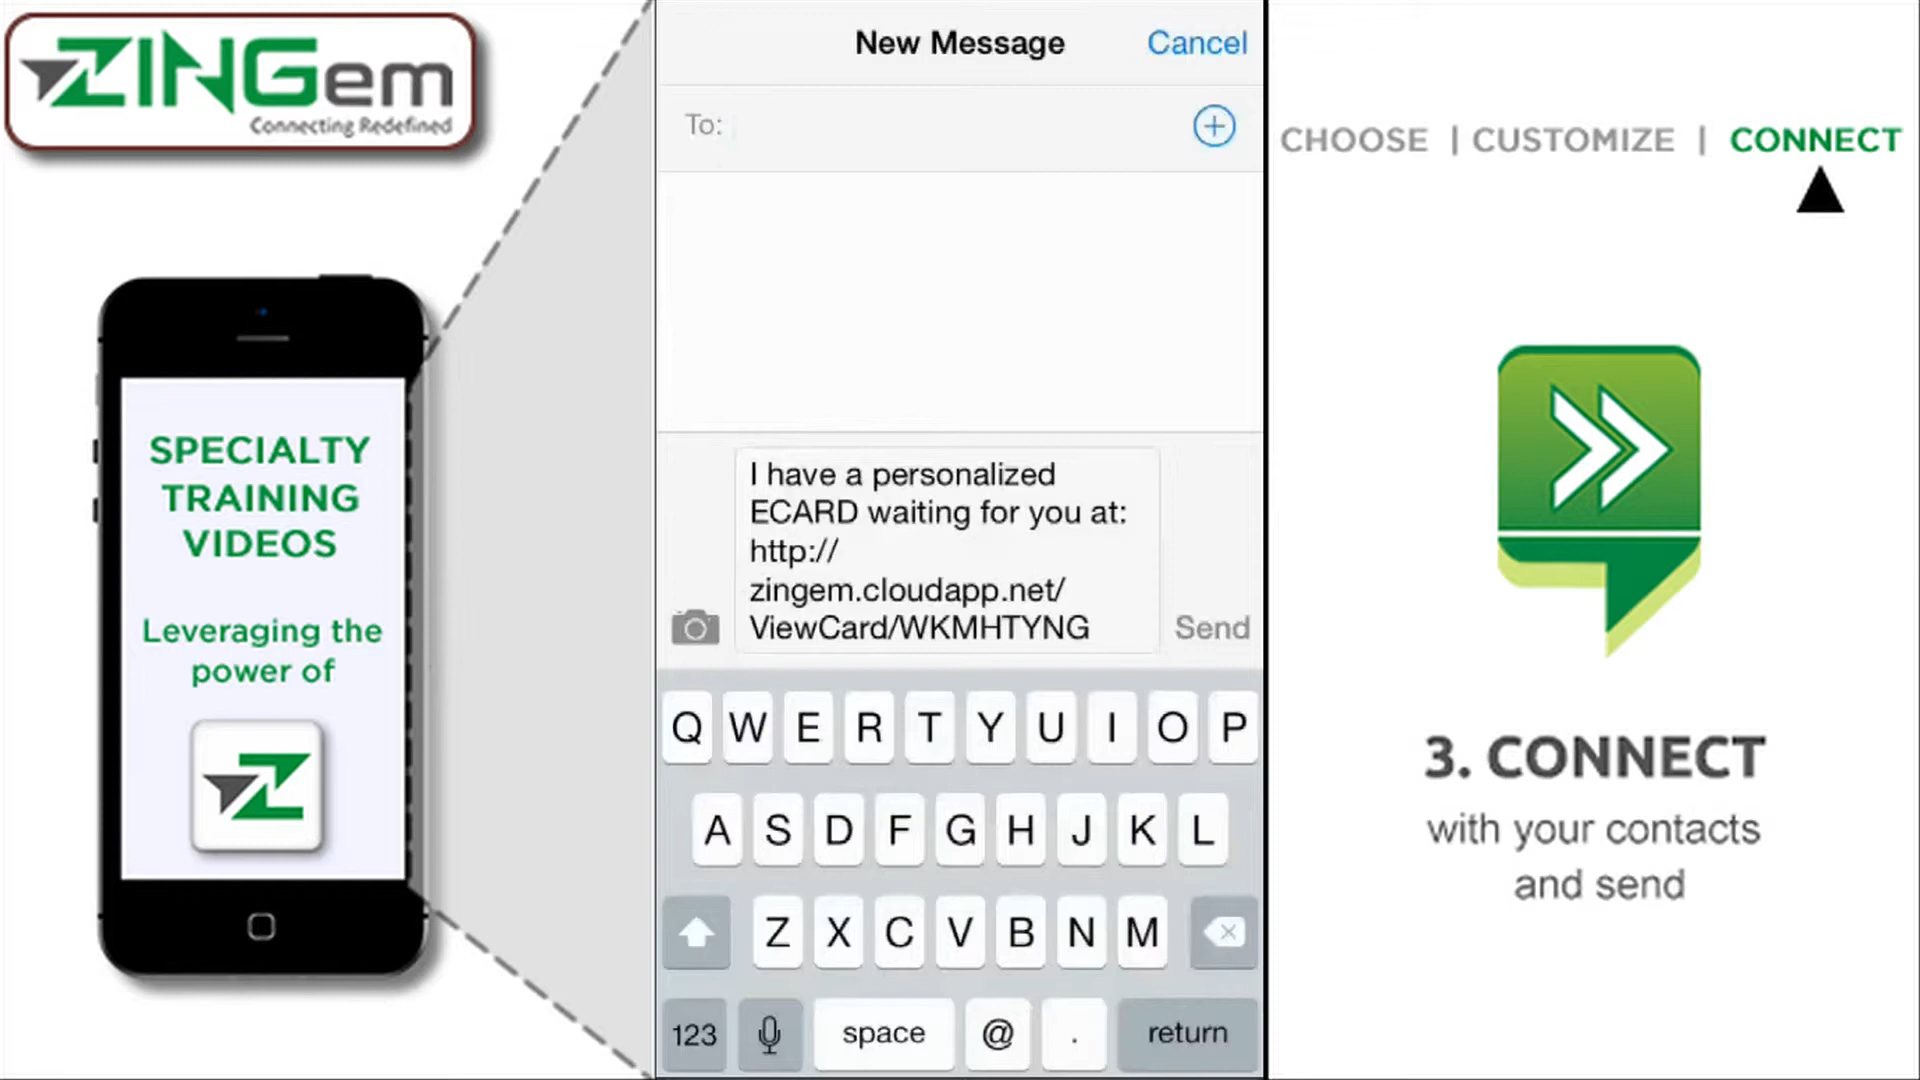 ZINGem
Connecting Redefined
SPECIALTY
TRAINING
VIDEOS
Leveraging the
power of
New Message
Cancel
To:
I have a personalized
ECARD waiting for you at:
http://
zingem.cloudapp.net/
ViewCard/WKMHTYNG
Send
Q W E R T Y U I O P
A S D F G H J K L
Z X C V B N M
123 space @ . return
CHOOSE | CUSTOMIZE | CONNECT
3. CONNECT
with your contacts
and send